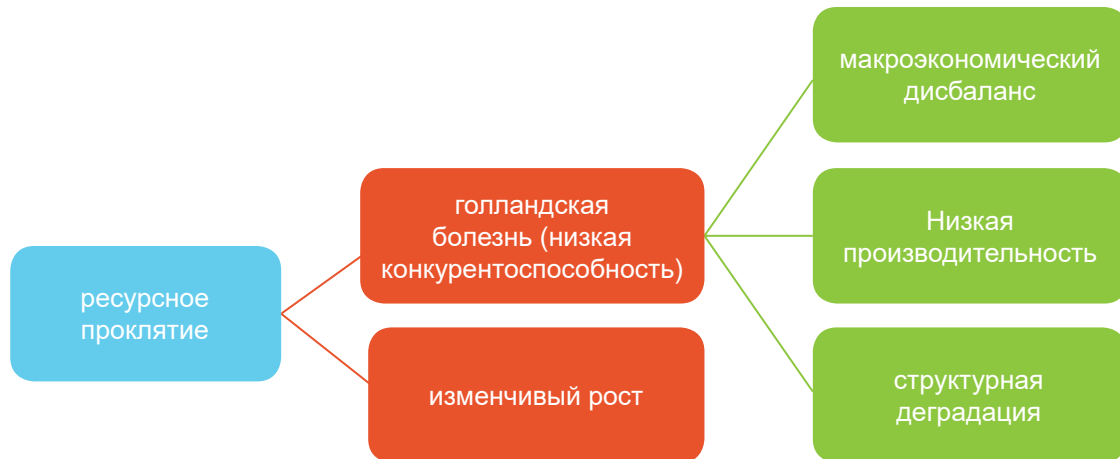 ресурсное
проклятие
голландская
болезнь (низкая
конкурентоспособность)
изменчивый рост
макроэкономический
дисбаланс
Низкая
производительность
структурная
деградация